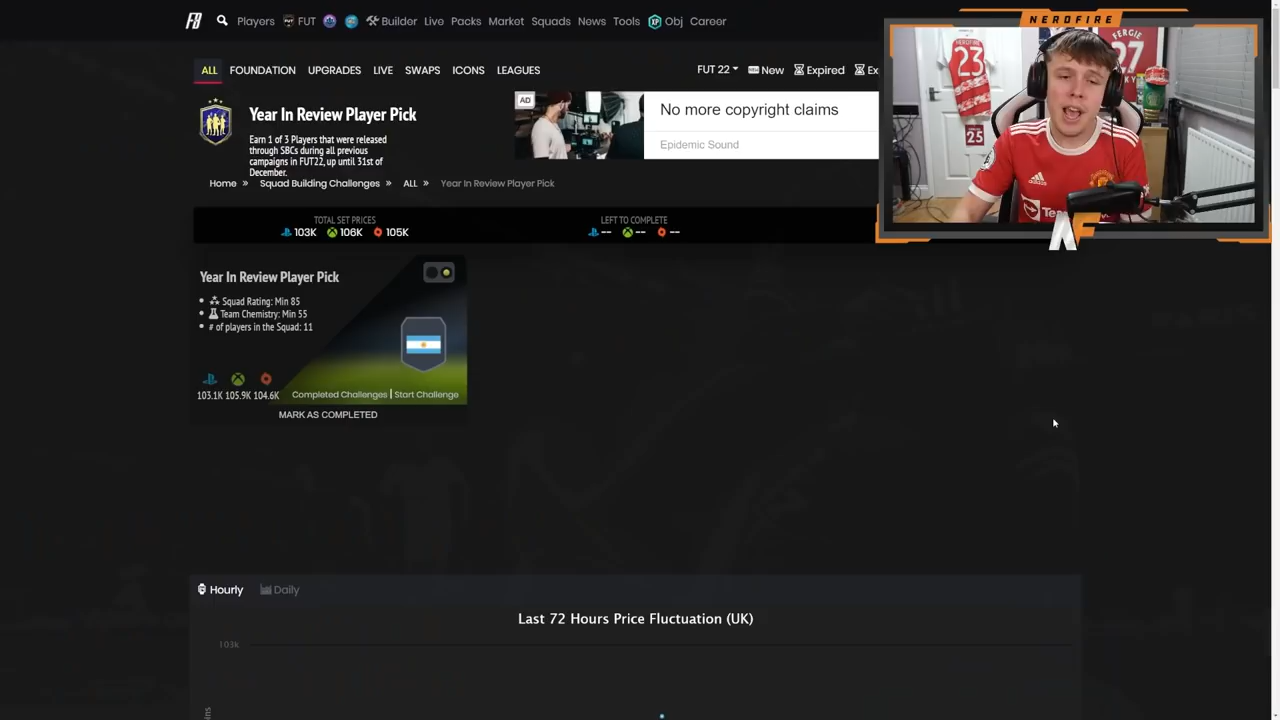 Players FUT Builder Live Packs Market Squads News Tools XP Obj Career
NERDFIRE
ALL FOUNDATION UPGRADES LIVE SWAPS ICONS LEAGUES
FUT 22 NEW New Expired Ex
Year In Review Player Pick
Earn 1 of 3 Players that were released
through SBCs during all previous
campaigns in FUT22, up until 31st of
December.
AD
No more copyright claims
Epidemic Sound
FERGIE
23
25
27
Home » Squad Building Challenges » ALL » Year In Review Player Pick
TOTAL SET PRICES
103K 106K 105K
LEFT TO COMPLETE
-- -- --
NF
Year In Review Player Pick
Squad Rating: Min 85
Team Chemistry: Min 55
# of players in the Squad: 11
103.1K 105.9K 104.6K
Completed Challenges | Start Challenge
MARK AS COMPLETED
Hourly Daily
Last 72 Hours Price Fluctuation (UK)
103k